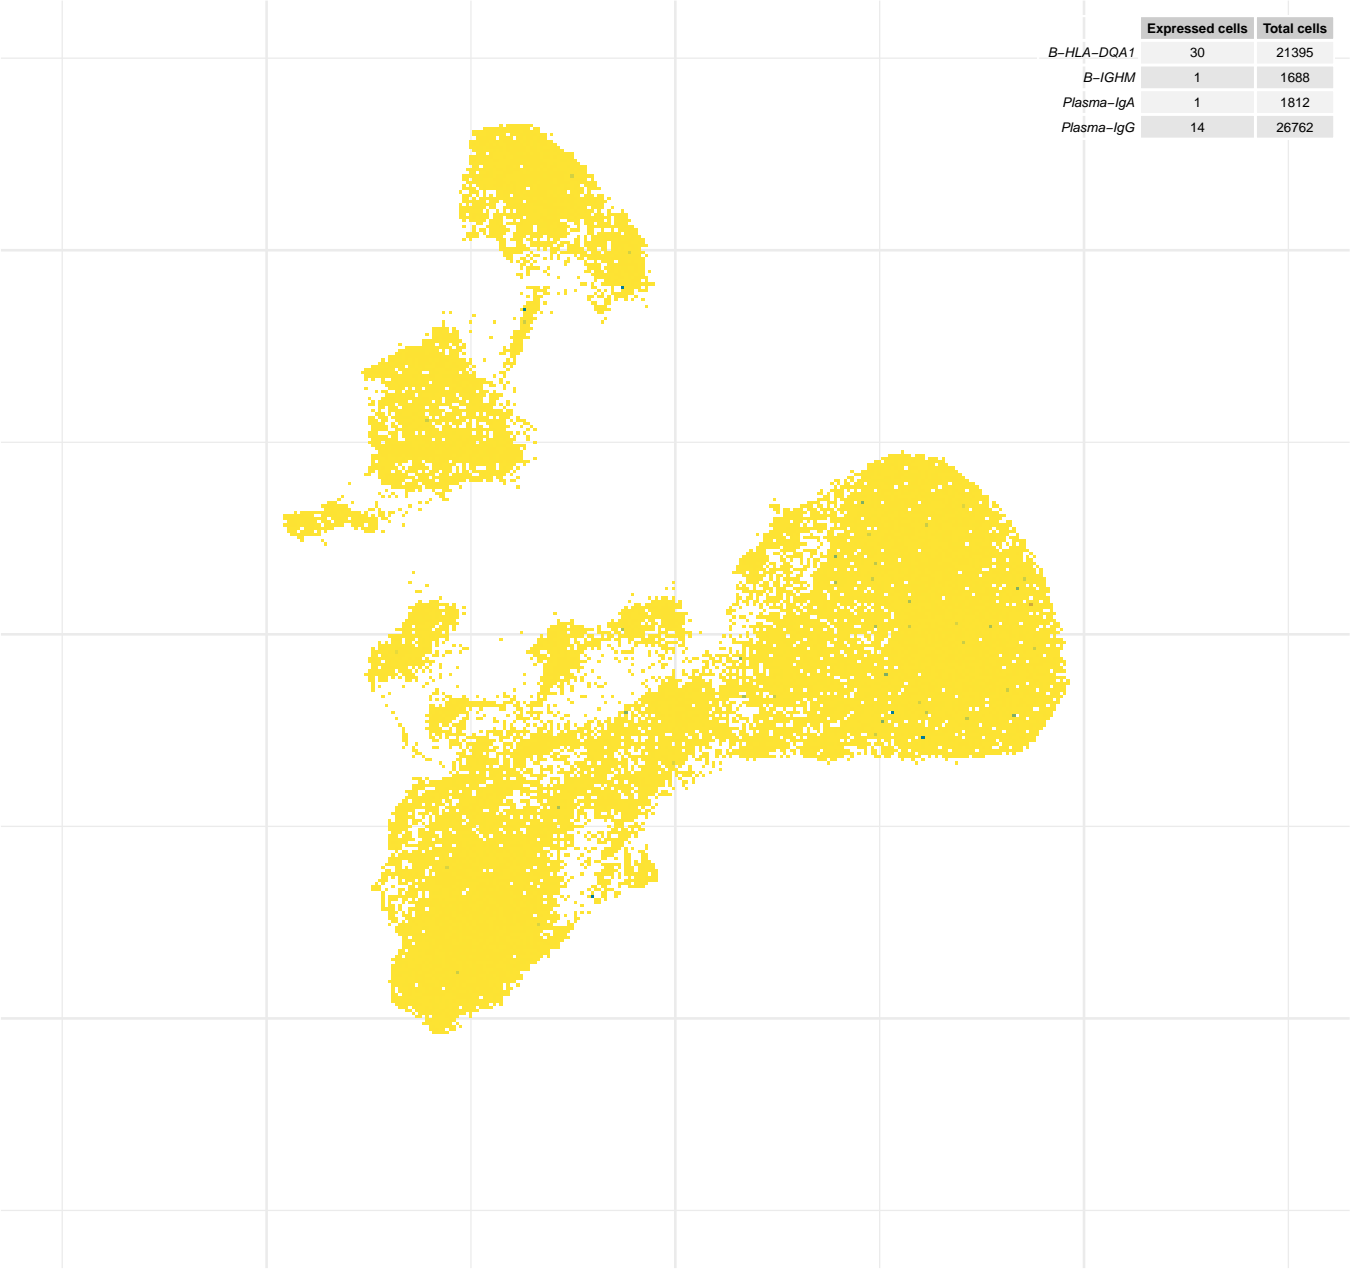 Expressed cells Total cells
B−HLA−DQA1 30 21395
B−IGHM 1 1688
Plasma−IgA 1 1812
Plasma−IgG 14 26762